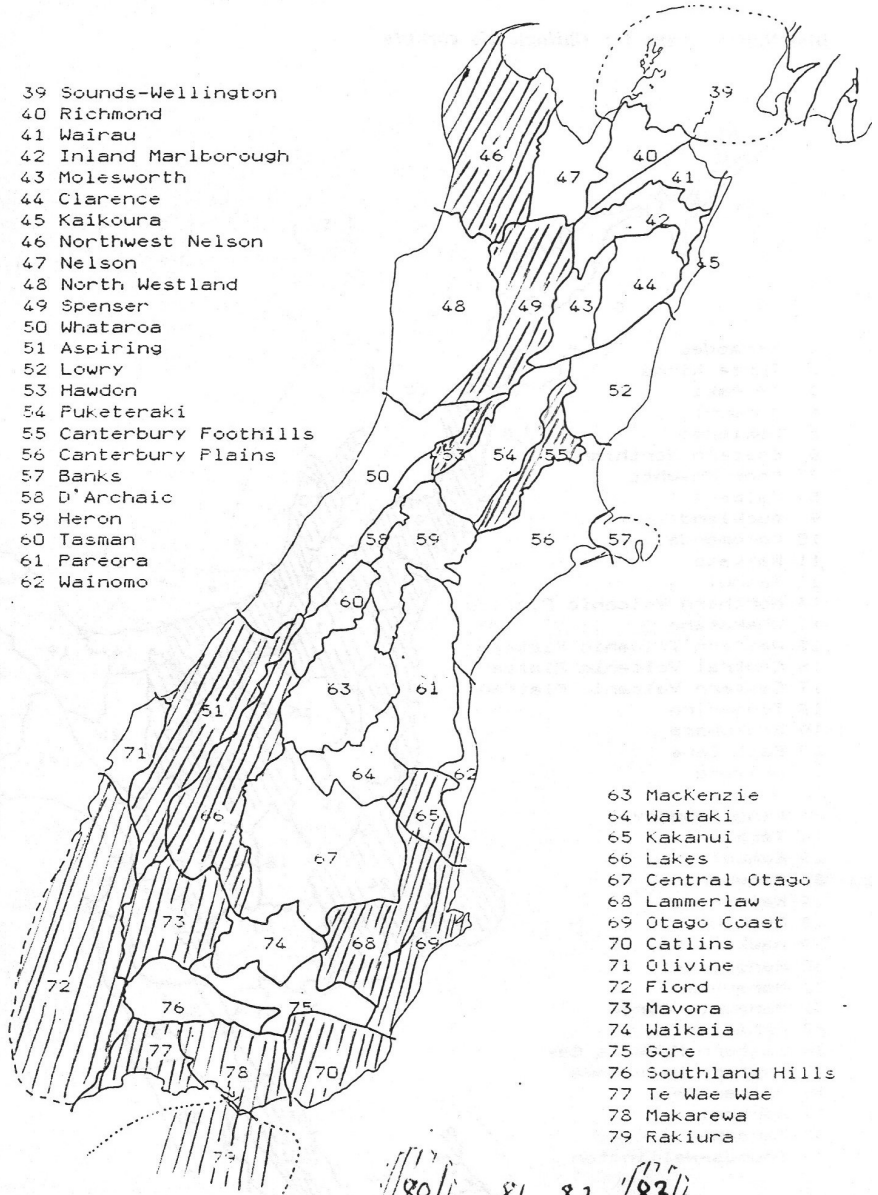 39 Sounds-Wellington
40 Richmond
41 Wairau
42 Inland Marlborough
43 Molesworth
44 Clarence
45 Kaikoura
46 Northwest Nelson
47 Nelson
48 North Westland
49 Spenser
50 Whataroa
51 Aspiring
52 Lowry
53 Hawdon
54 Puketeraki
55 Canterbury Foothills
56 Canterbury Plains
57 Banks
58 D'Archaic
59 Heron
60 Tasman
61 Pareora
62 Wainomo
39
40
46
47
41
42
45
44
48
49
43
52
53
54
55
50
58
59
56
57
60
63
61
51
71
64
62
66
65
67
73
74
68
69
72
76
75
77
78
70
79
63 MacKenzie
64 Waitaki
65 Kakanui
66 Lakes
67 Central Otago
68 Lammerlaw
69 Otago Coast
70 Catlins
71 Olivine
72 Fiord
73 Mavora
74 Waikaia
75 Gore
76 Southland Hills
77 Te Wae Wae
78 Makarewa
79 Rakiura
80 81 82 83